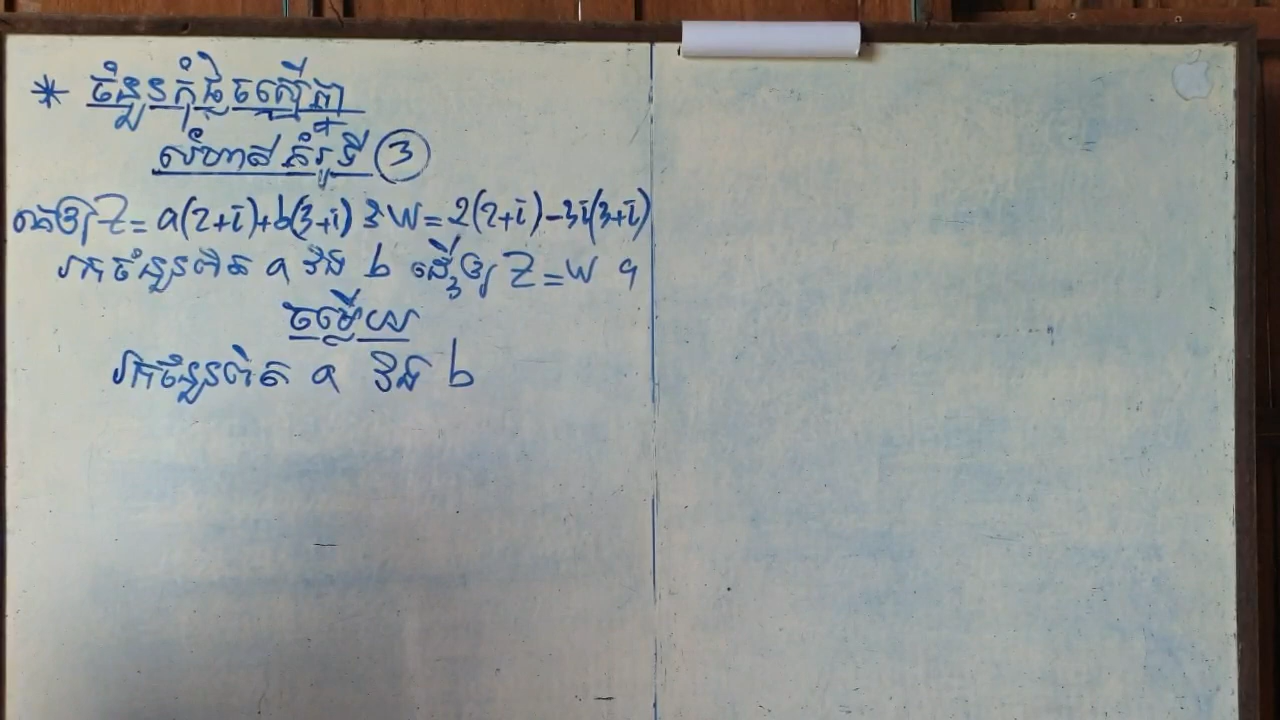 * ចំនួនកុំផ្លិចស្មើគ្នា
លំហាត់គំរូទី ③
គេឲ្យ Z = a(2+i)+b(3+i) និង W = 2(2+i)-3i(3+i)
រកចំនួនពិត a និង b ដើម្បីឲ្យ Z = W ។
ចម្លើយ
រកចំនួនពិត a និង b